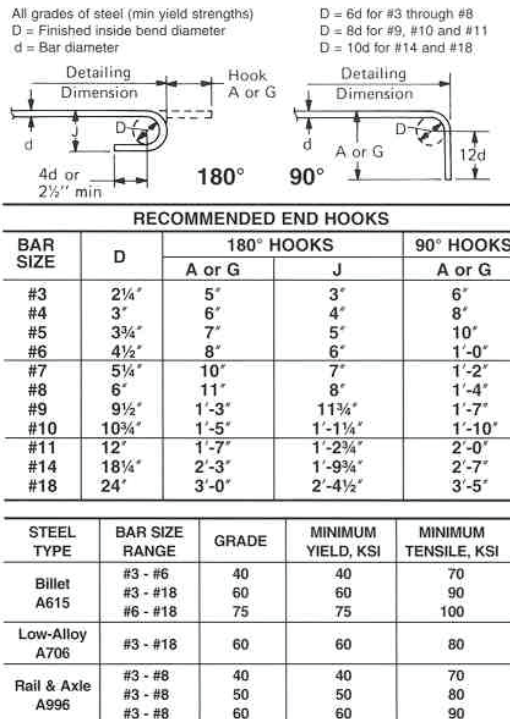 All grades of steel (min yield strengths)
D = Finished inside bend diameter
d = Bar diameter
D = 6d for #3 through #8
D = 8d for #9, #10 and #11
D = 10d for #14 and #18
Detailing
Dimension
Hook
A or G
D
J
d
4d or
2½″ min
180°
Detailing
Dimension
D
d
A or G
12d
90°
RECOMMENDED END HOOKS
BAR SIZE D 180° HOOKS 90° HOOKS
A or G J A or G
#3 2¼″ 5″ 3″ 6″
#4 3″ 6″ 4″ 8″
#5 3¾″ 7″ 5″ 10″
#6 4½″ 8″ 6″ 1′-0″
#7 5¼″ 10″ 7″ 1′-2″
#8 6″ 11″ 8″ 1′-4″
#9 9½″ 1′-3″ 11¾″ 1′-7″
#10 10¾″ 1′-5″ 1′-1¼″ 1′-10″
#11 12″ 1′-7″ 1′-2¾″ 2′-0″
#14 18¼″ 2′-3″ 1′-9¾″ 2′-7″
#18 24″ 3′-0″ 2′-4½″ 3′-5″
STEEL TYPE BAR SIZE RANGE GRADE MINIMUM YIELD, KSI MINIMUM TENSILE, KSI
Billet A615
#3 - #6 40 40 70
#3 - #18 60 60 90
#6 - #18 75 75 100
Low-Alloy A706
#3 - #18 60 60 80
Rail & Axle A996
#3 - #8 40 40 70
#3 - #8 50 50 80
#3 - #8 60 60 90